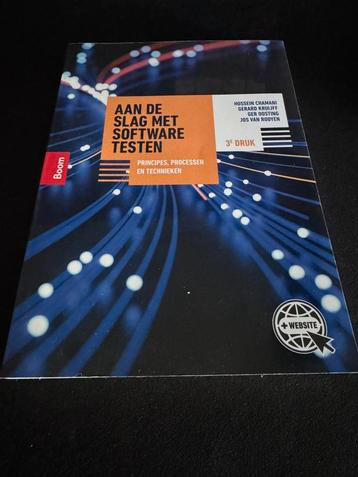 AAN DE
SLAG MET
SOFTWARE
TESTEN
PRINCIPES, PROCESSEN
EN TECHNIEKEN
HOSSEIN CHAMANI
GERARD KRUIJFF
GER OOSTING
JOS VAN ROOYEN
3E DRUK
Boom
+ WEBSITE